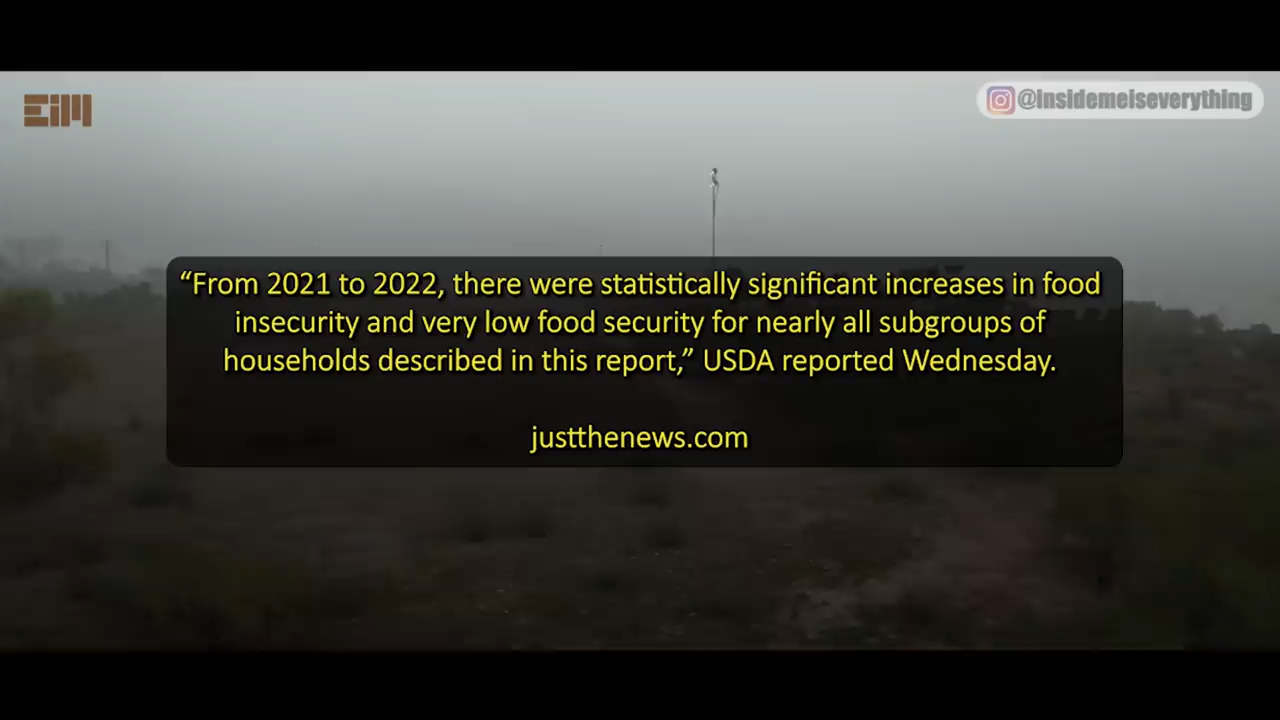 EiM
@insidemeiseverything
“From 2021 to 2022, there were statistically significant increases in food
insecurity and very low food security for nearly all subgroups of
households described in this report,” USDA reported Wednesday.
justthenews.com